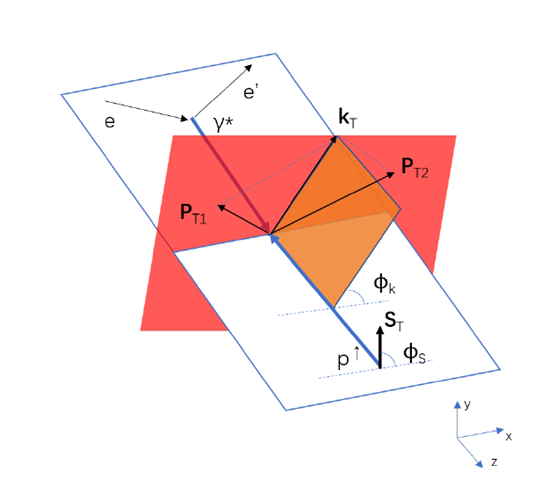 e'
e
γ*
k_T
P_T2
P_T1
ϕ_k
S_T
p↑
ϕ_S
y
x
z